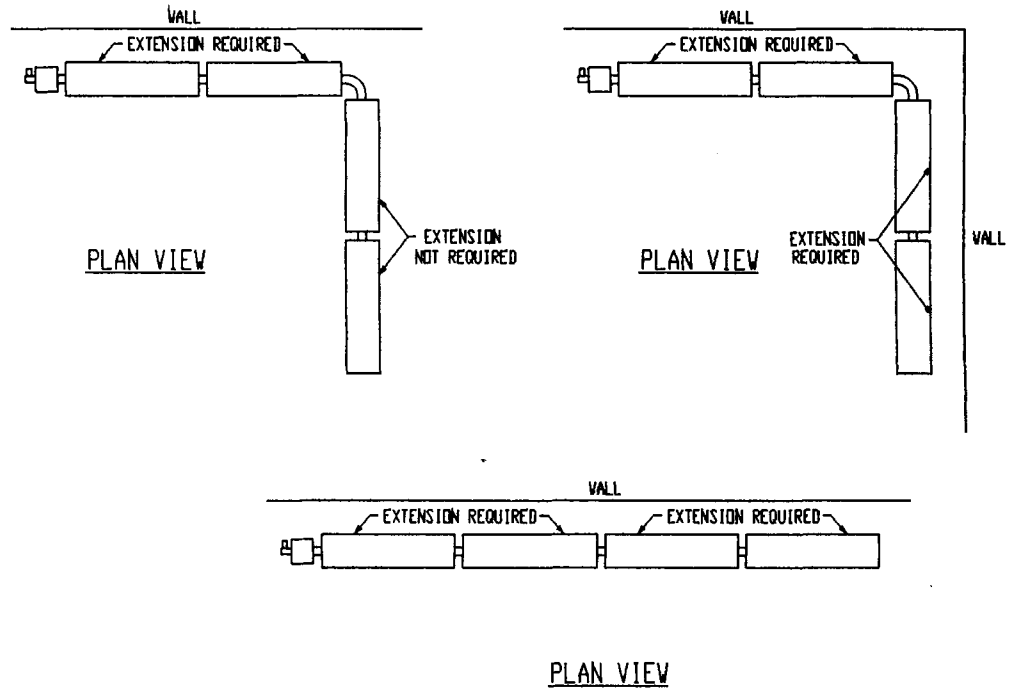 WALL
EXTENSION REQUIRED
EXTENSION
NOT REQUIRED
PLAN VIEW
WALL
EXTENSION REQUIRED
EXTENSION
REQUIRED
WALL
PLAN VIEW
WALL
EXTENSION REQUIRED
EXTENSION REQUIRED
PLAN VIEW